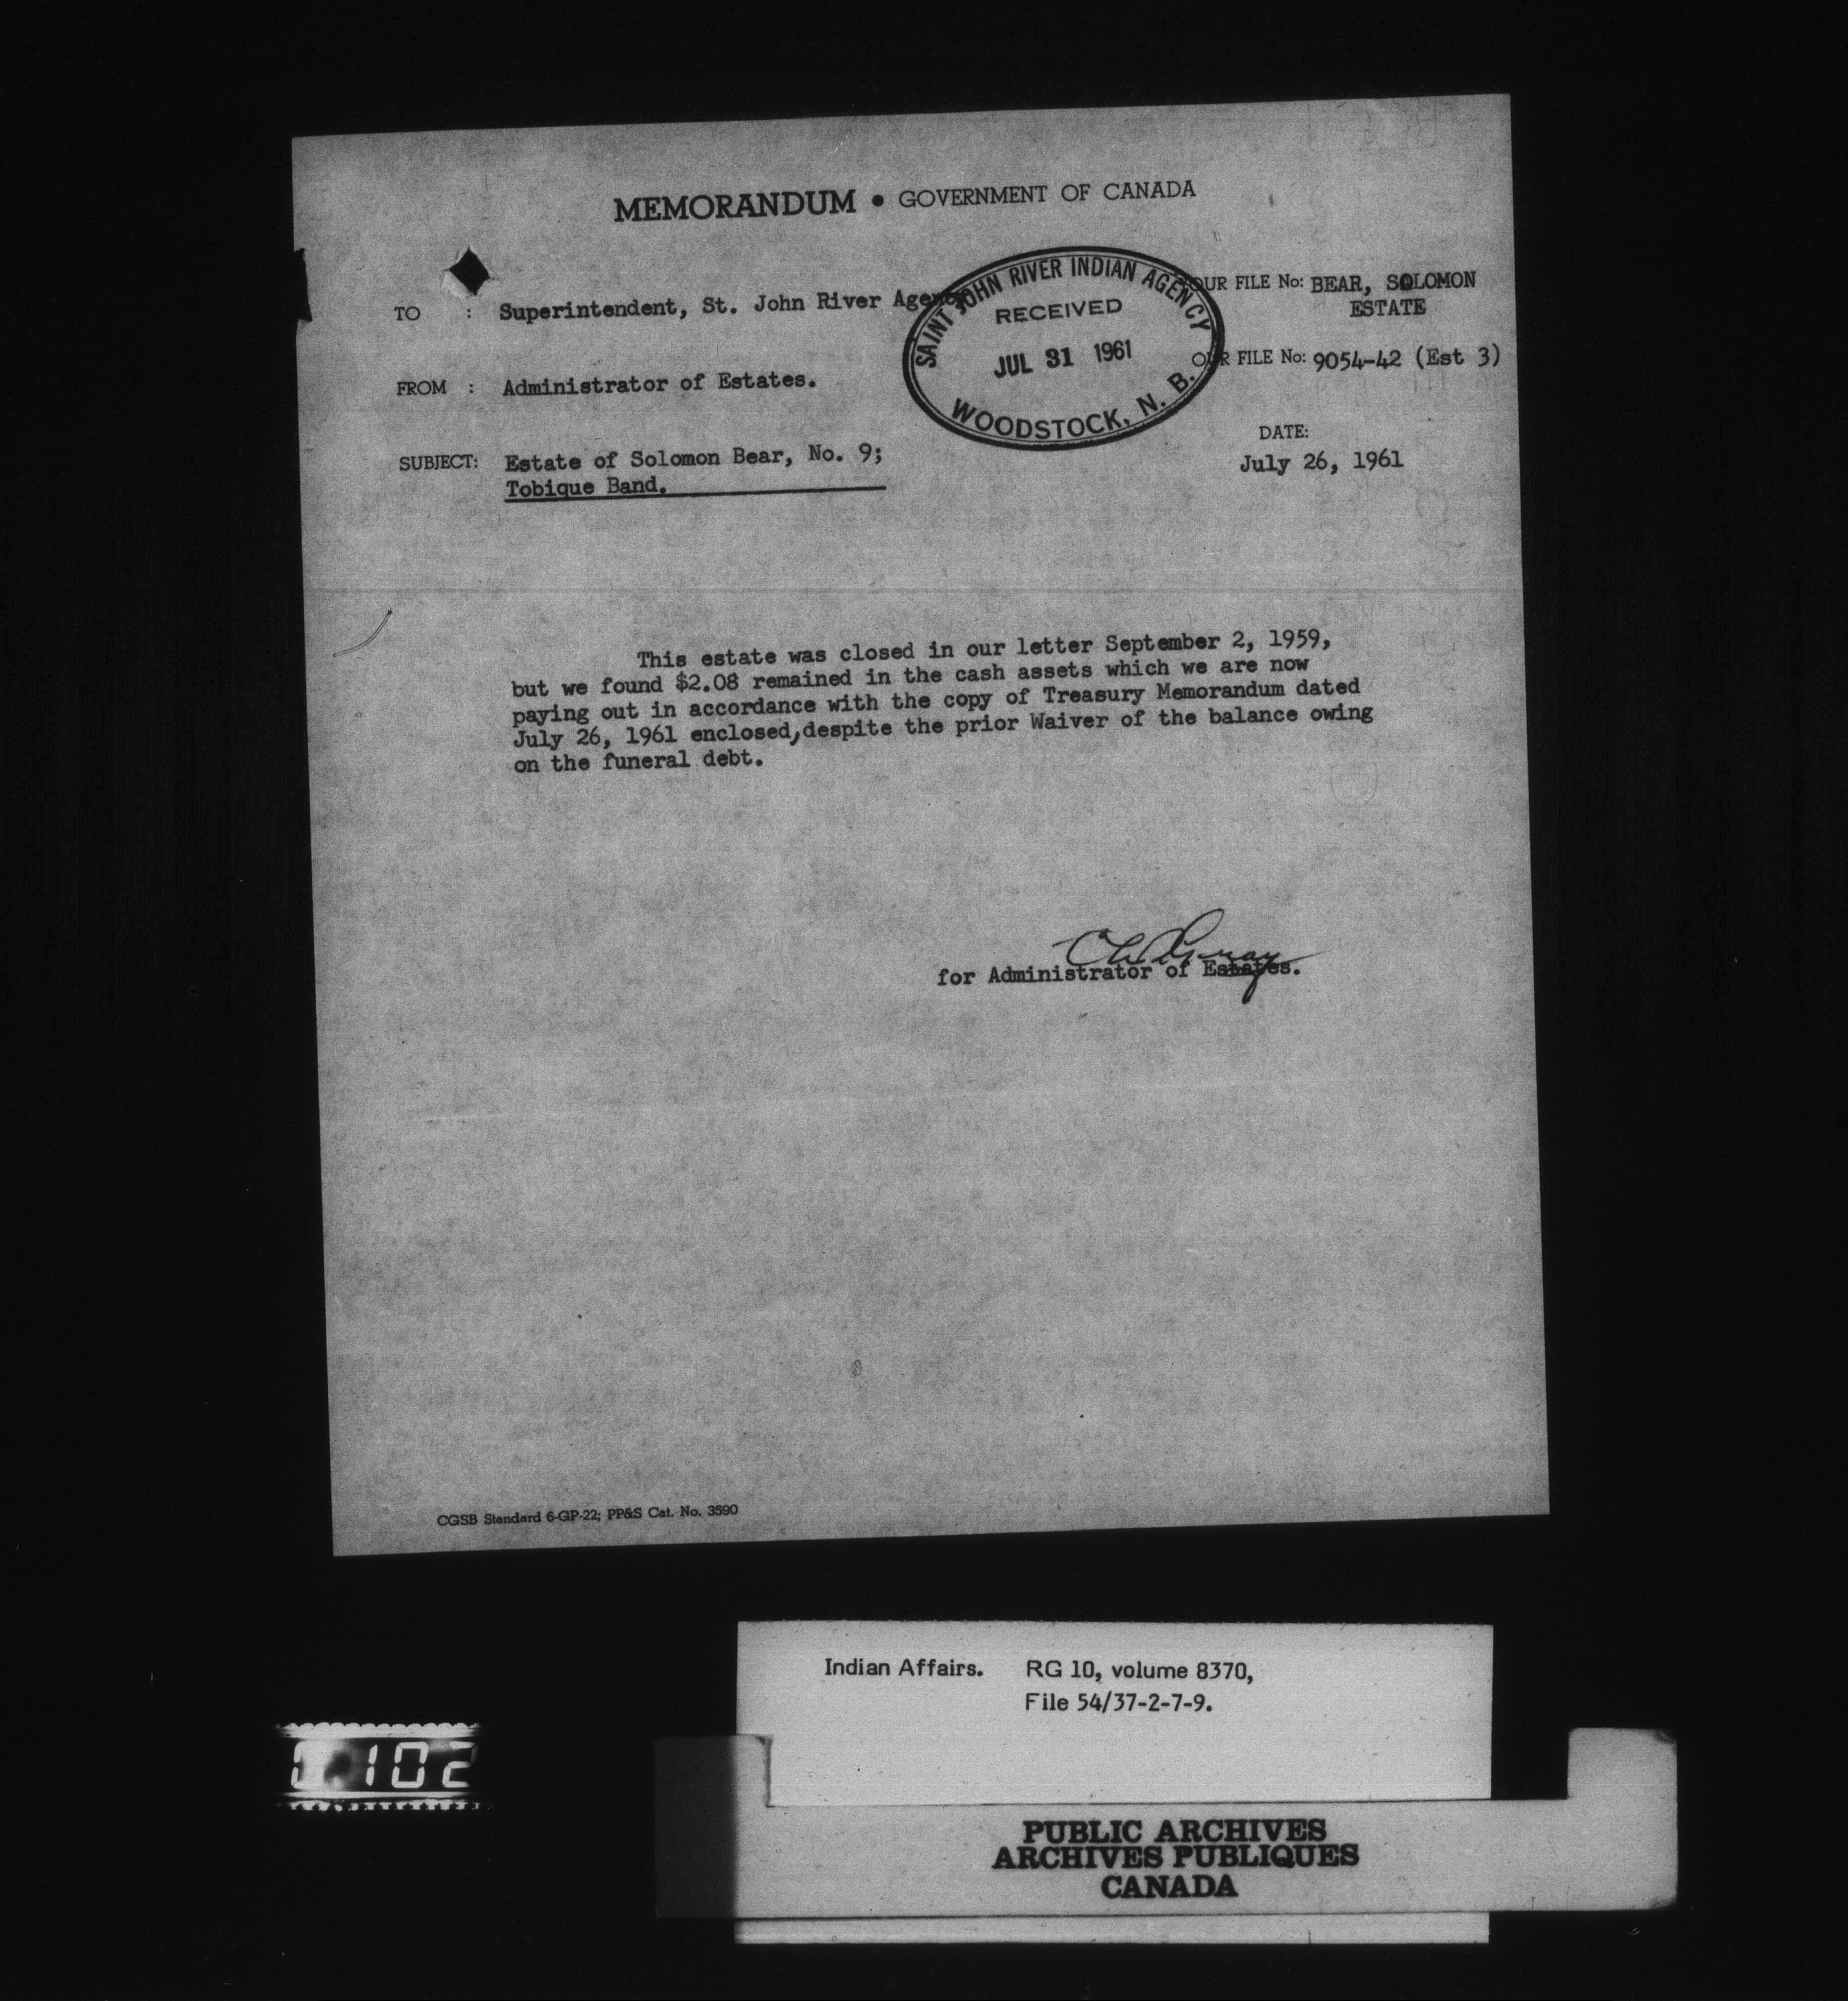 MEMORANDUM • GOVERNMENT OF CANADA
TO : Superintendent, St. John River Agency
SAINT JOHN RIVER INDIAN AGENCY
RECEIVED
JUL 31 1961
WOODSTOCK, N. B.
OUR FILE No: BEAR, SOLOMON
ESTATE
OUR FILE No: 9054-42 (Est 3)
FROM : Administrator of Estates.
DATE:
July 26, 1961
SUBJECT: Estate of Solomon Bear, No. 9;
Tobique Band.
This estate was closed in our letter September 2, 1959,
but we found $2.08 remained in the cash assets which we are now
paying out in accordance with the copy of Treasury Memorandum dated
July 26, 1961 enclosed, despite the prior Waiver of the balance owing
on the funeral debt.
for Administrator of Estates.
CGSB Standard 6-GP-22; PP&S Cat. No. 3590
Indian Affairs. RG 10, volume 8370,
File 54/37-2-7-9.
102
PUBLIC ARCHIVES
ARCHIVES PUBLIQUES
CANADA